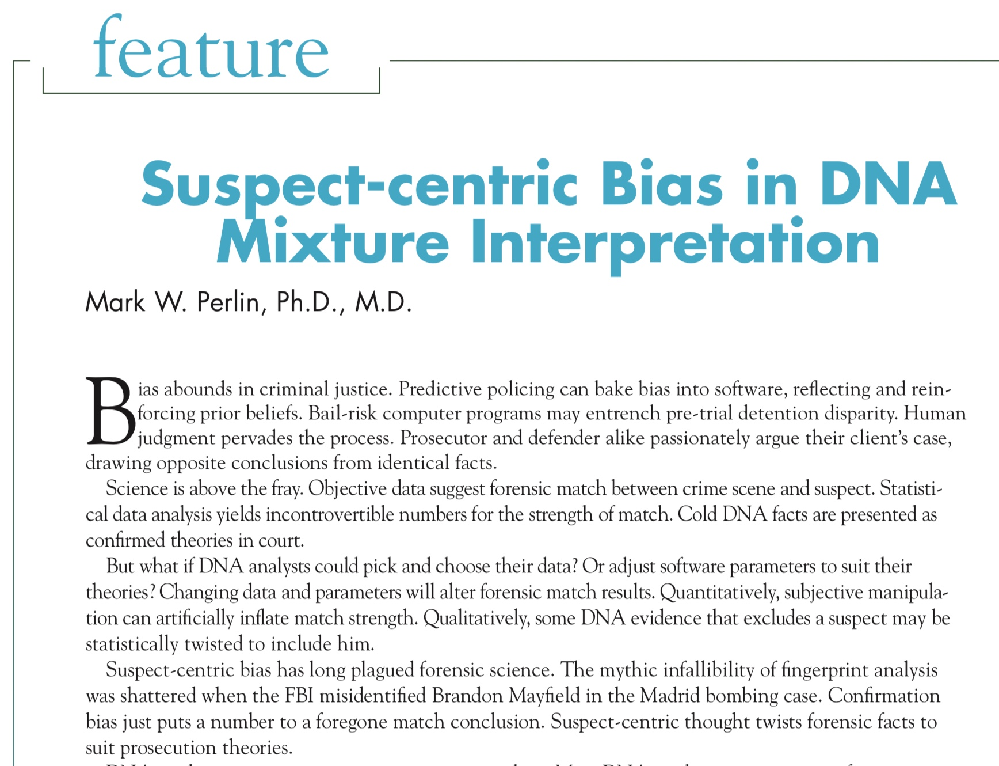 feature
Suspect-centric Bias in DNA
Mixture Interpretation
Mark W. Perlin, Ph.D., M.D.
Bias abounds in criminal justice. Predictive policing can bake bias into software, reflecting and rein-
forcing prior beliefs. Bail-risk computer programs may entrench pre-trial detention disparity. Human
judgment pervades the process. Prosecutor and defender alike passionately argue their client's case,
drawing opposite conclusions from identical facts.
Science is above the fray. Objective data suggest forensic match between crime scene and suspect. Statisti-
cal data analysis yields incontrovertible numbers for the strength of match. Cold DNA facts are presented as
confirmed theories in court.
But what if DNA analysts could pick and choose their data? Or adjust software parameters to suit their
theories? Changing data and parameters will alter forensic match results. Quantitatively, subjective manipula-
tion can artificially inflate match strength. Qualitatively, some DNA evidence that excludes a suspect may be
statistically twisted to include him.
Suspect-centric bias has long plagued forensic science. The mythic infallibility of fingerprint analysis
was shattered when the FBI misidentified Brandon Mayfield in the Madrid bombing case. Confirmation
bias just puts a number to a foregone match conclusion. Suspect-centric thought twists forensic facts to
suit prosecution theories.